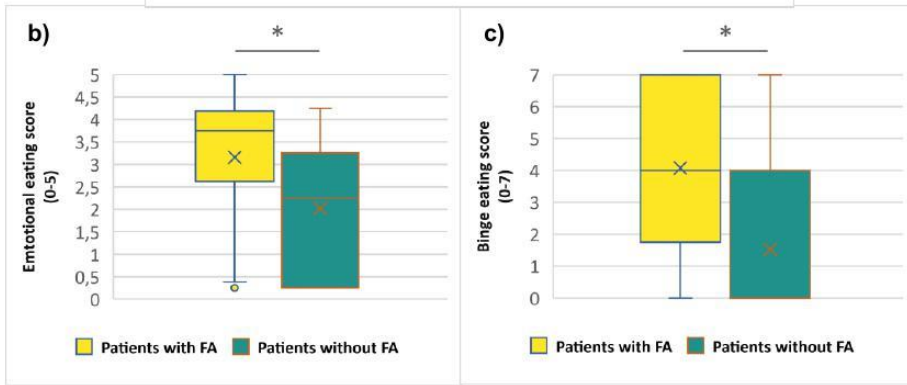 b)
*
Emtotional eating score
(0-5)
5
4,5
4
3,5
3
2,5
2
1,5
1
0,5
0
Patients with FA
Patients without FA
c)
*
Binge eating score
(0-7)
7
6
5
4
3
2
1
0
Patients with FA
Patients without FA